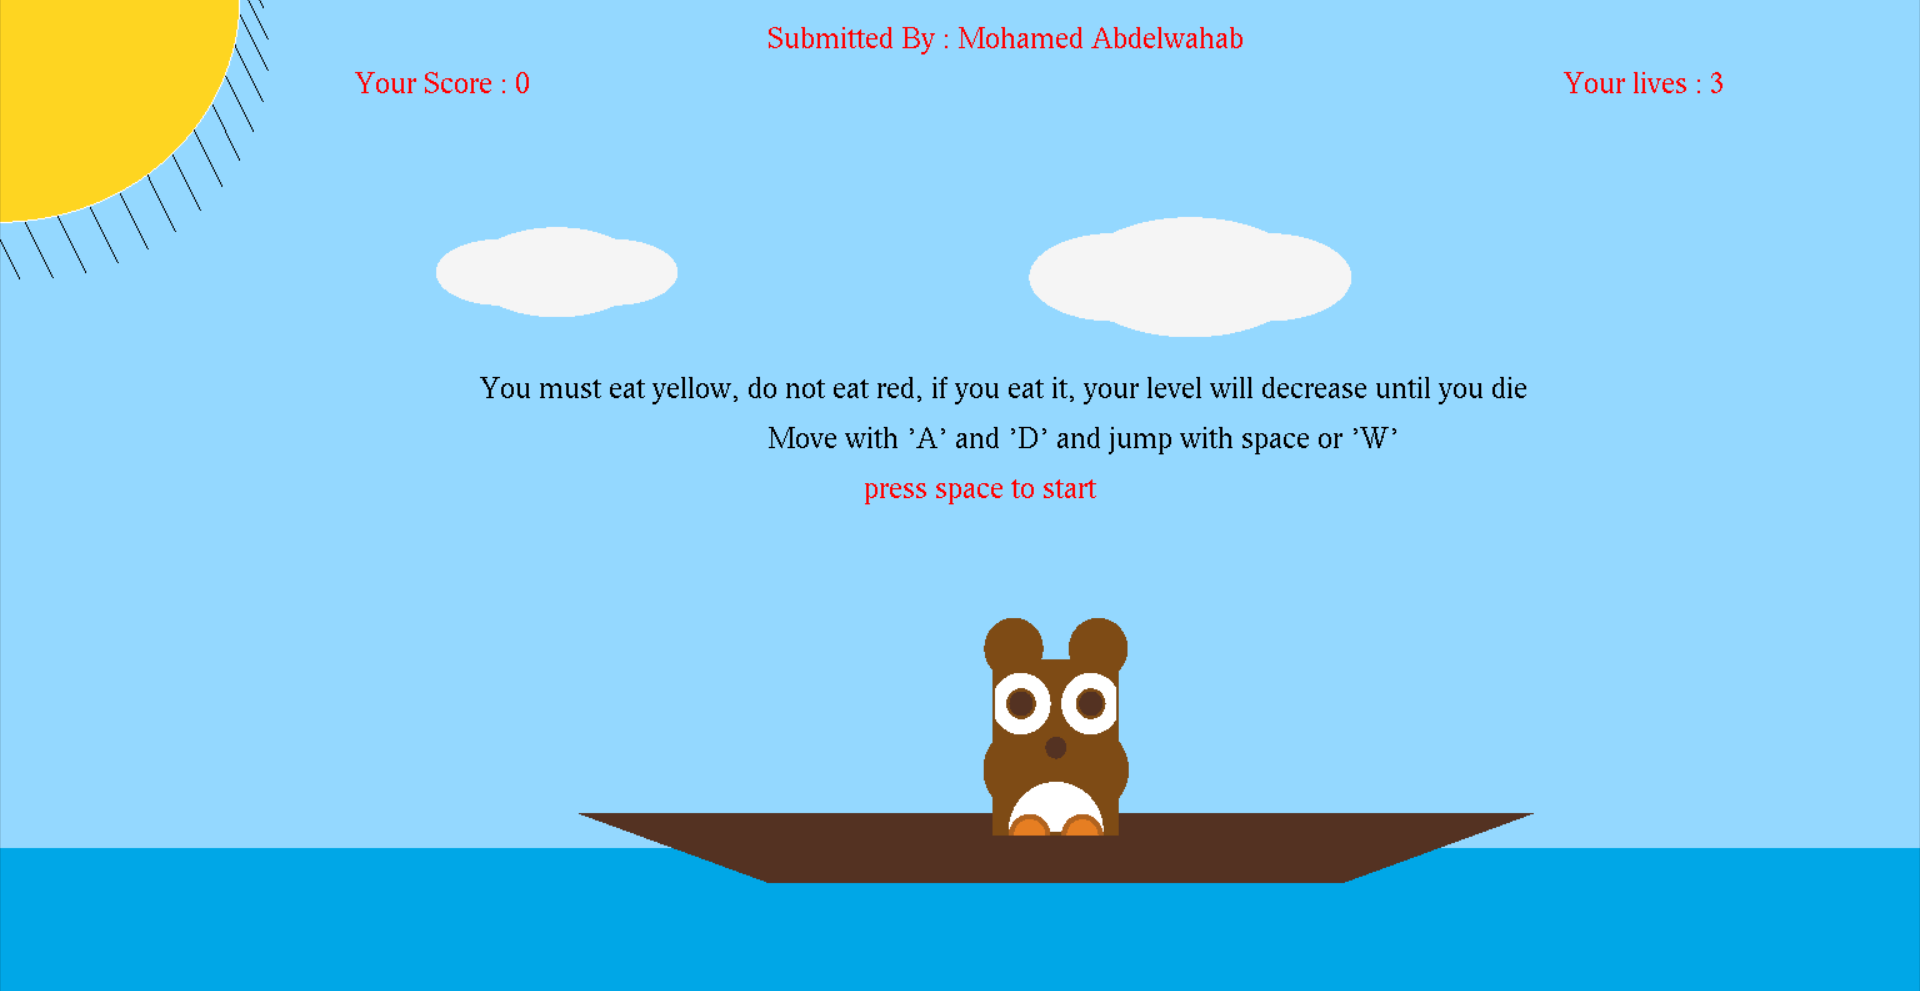 Submitted By : Mohamed Abdelwahab
Your Score : 0
Your lives : 3
You must eat yellow, do not eat red, if you eat it, your level will decrease until you die
Move with ’A’ and ’D’ and jump with space or ’W’
press space to start